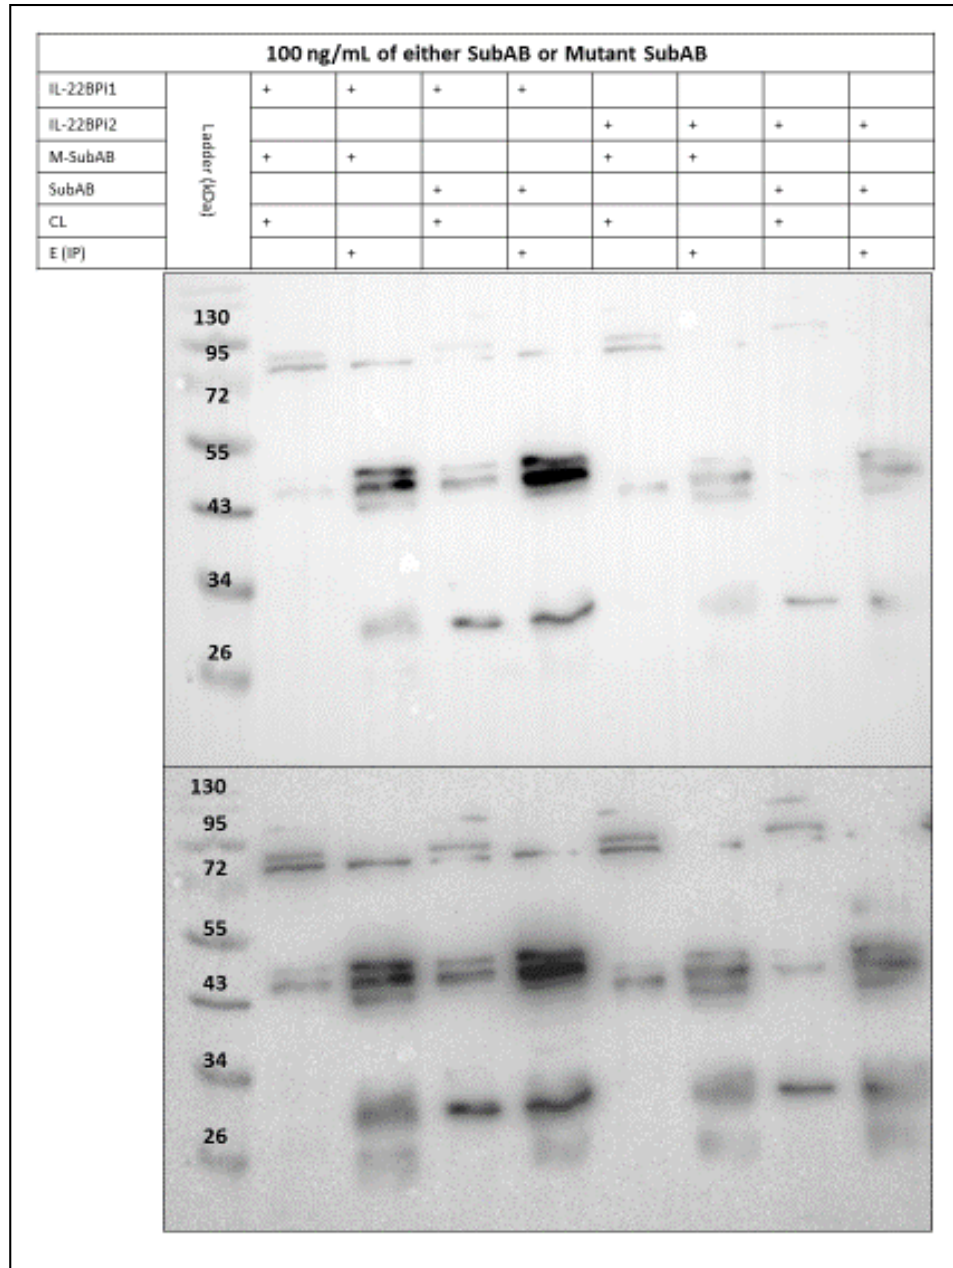 100 ng/mL of either SubAB or Mutant SubAB
IL-22BPi1 + + + +
IL-22BPi2 + + + +
M-SubAB + + + +
SubAB + + + +
CL + + + +
E (IP) + + + +
Ladder (kDa)
130
95
72
55
43
34
26
130
95
72
55
43
34
26